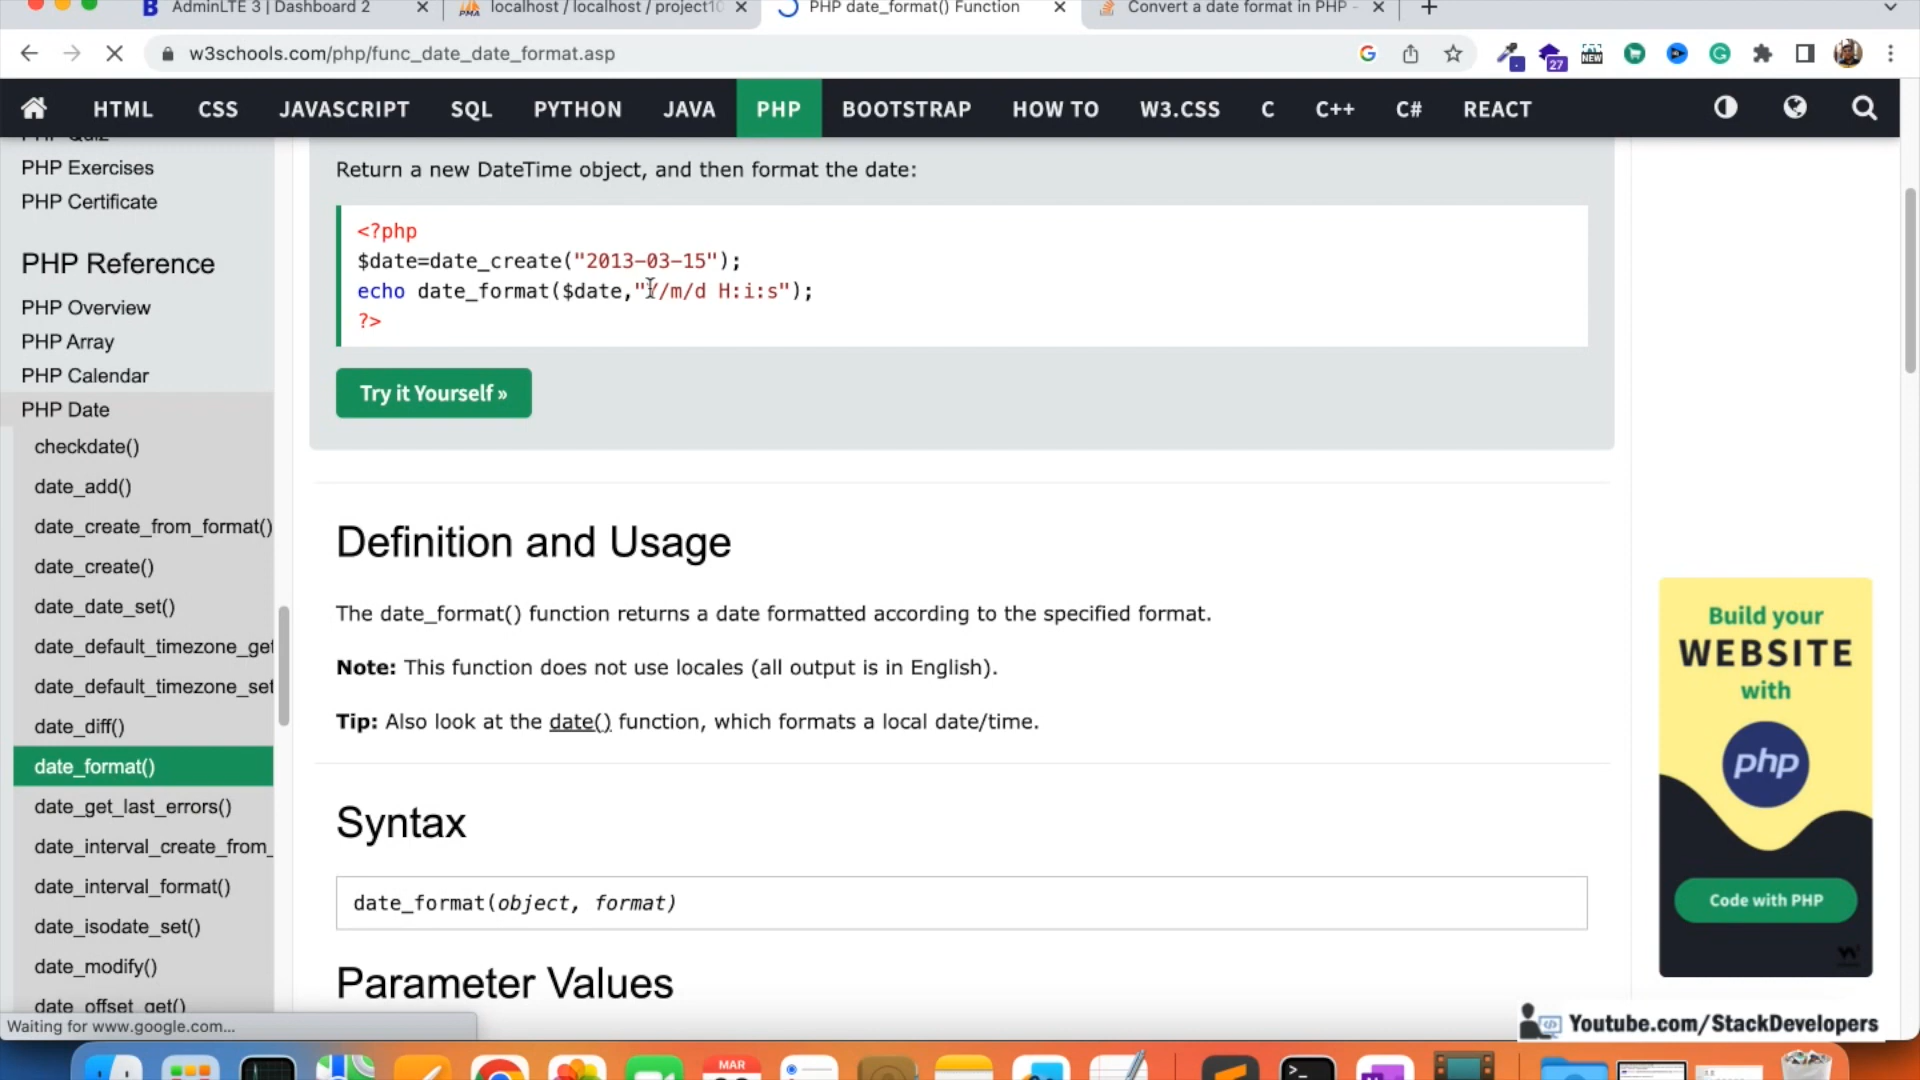 AdminLTE 3 | Dashboard 2
localhost / localhost / project10
PHP date_format() Function
Convert a date format in PHP -
w3schools.com/php/func_date_date_format.asp
27
NEW
HTML
CSS
JAVASCRIPT
SQL
PYTHON
JAVA
PHP
BOOTSTRAP
HOW TO
W3.CSS
C
C++
C#
REACT
PHP Quiz
PHP Exercises
PHP Certificate
PHP Reference
PHP Overview
PHP Array
PHP Calendar
PHP Date
checkdate()
date_add()
date_create_from_format()
date_create()
date_date_set()
date_default_timezone_get
date_default_timezone_set
date_diff()
date_format()
date_get_last_errors()
date_interval_create_from_
date_interval_format()
date_isodate_set()
date_modify()
date_offset_get()
Return a new DateTime object, and then format the date:
<?php
$date=date_create("2013-03-15");
echo date_format($date,"Y/m/d H:i:s");
?>
Try it Yourself »
Definition and Usage
The date_format() function returns a date formatted according to the specified format.
Note: This function does not use locales (all output is in English).
Tip: Also look at the date() function, which formats a local date/time.
Syntax
date_format(object, format)
Parameter Values
Build your
WEBSITE
with
php
Code with PHP
Waiting for www.google.com...
Youtube.com/StackDevelopers
MAR